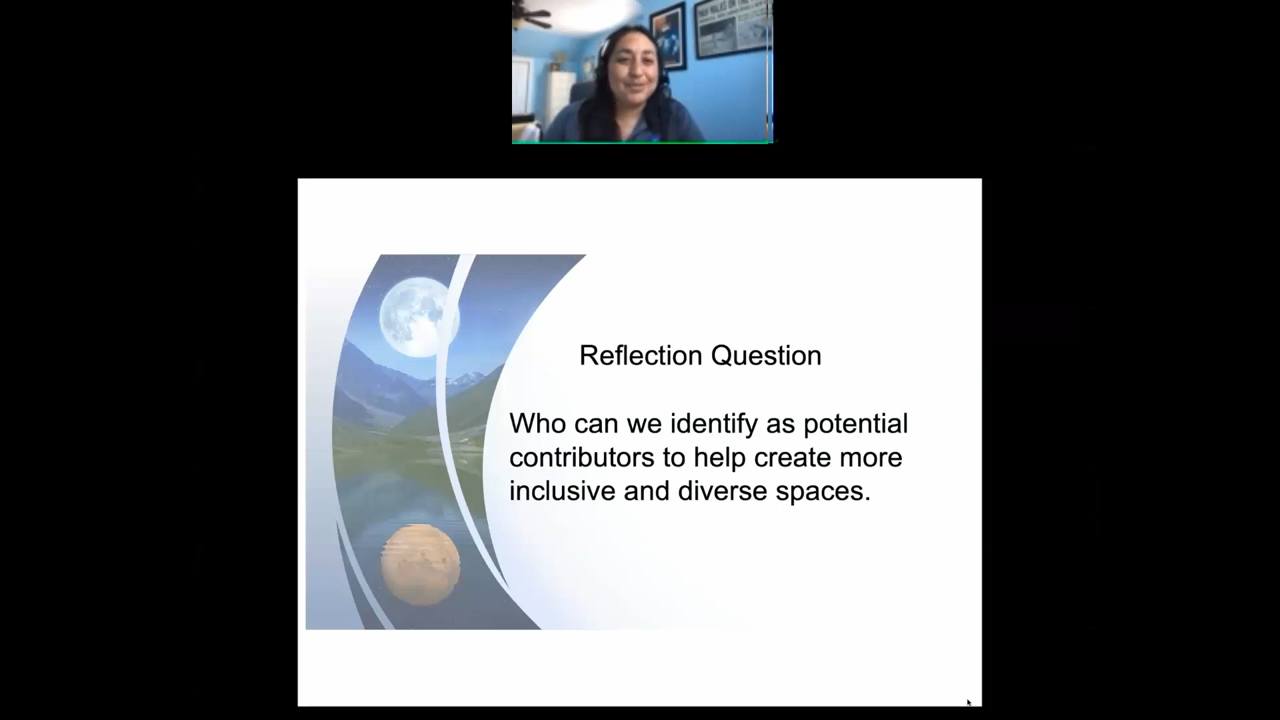 Reflection Question
Who can we identify as potential
contributors to help create more
inclusive and diverse spaces.